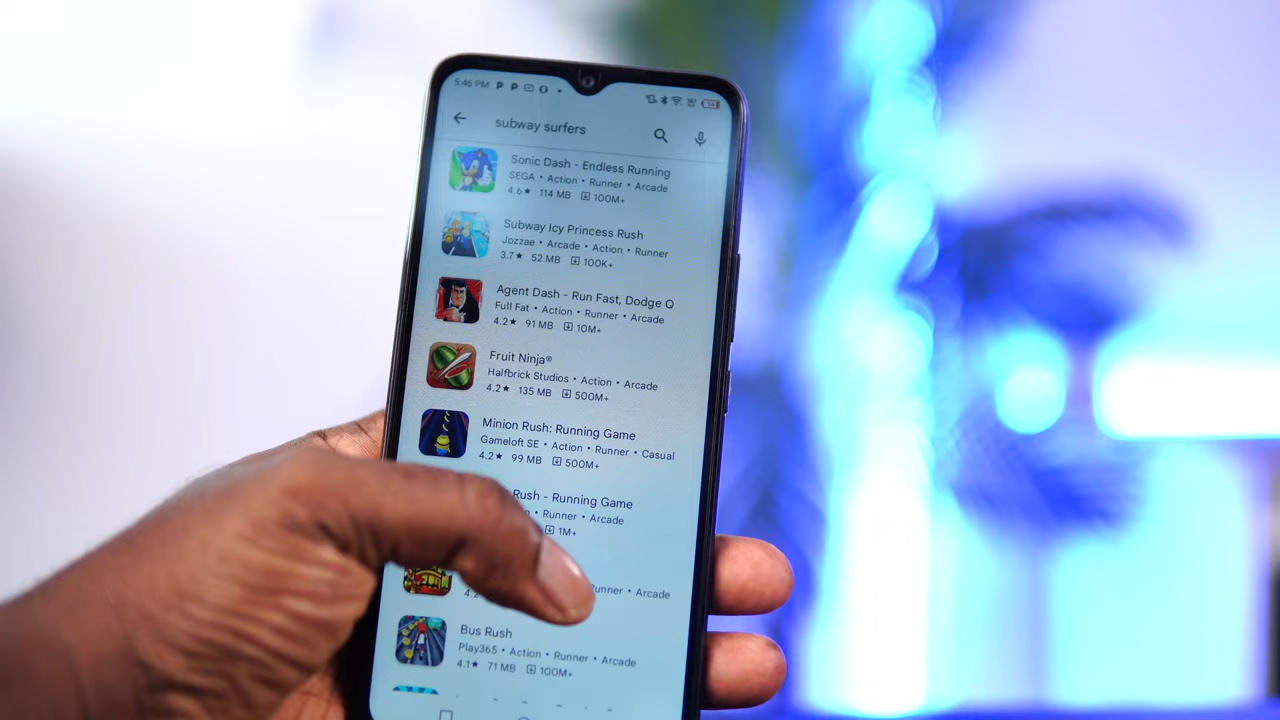 5:46 PM
subway surfers
Sonic Dash - Endless Running
SEGA • Action • Runner • Arcade
4.6★ 114 MB 100M+
Subway Icy Princess Rush
Jozzae • Arcade • Action • Runner
3.7★ 52 MB 100K+
Agent Dash - Run Fast, Dodge Q
Full Fat • Action • Runner • Arcade
4.2★ 91 MB 10M+
Fruit Ninja®
Halfbrick Studios • Action • Arcade
4.2★ 135 MB 500M+
Minion Rush: Running Game
Gameloft SE • Action • Runner • Casual
4.2★ 99 MB 500M+
Rush - Running Game
• Runner • Arcade
1M+
• Arcade
Bus Rush
Play365 • Action • Runner • Arcade
4.1★ 71 MB 100M+